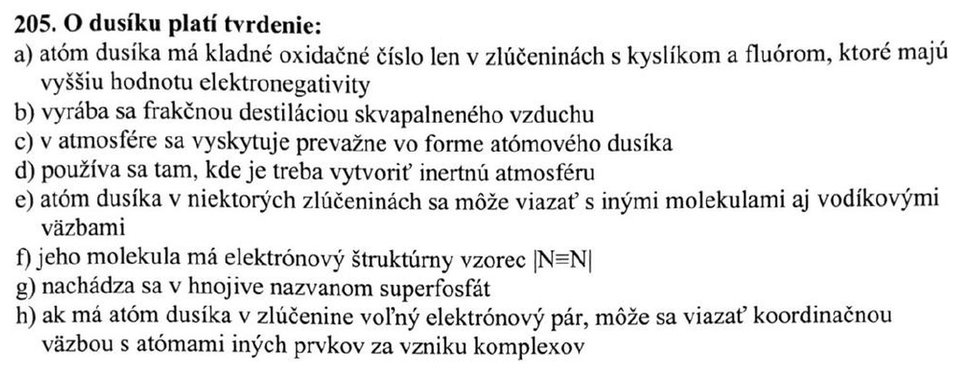 205. O dusíku platí tvrdenie:
a) atóm dusíka má kladné oxidačné číslo len v zlúčeninách s kyslíkom a fluórom, ktoré majú
vyššiu hodnotu elektronegativity
b) vyrába sa frakčnou destiláciou skvapalneného vzduchu
c) v atmosfére sa vyskytuje prevažne vo forme atómového dusíka
d) používa sa tam, kde je treba vytvoriť inertnú atmosféru
e) atóm dusíka v niektorých zlúčeninách sa môže viazať s inými molekulami aj vodíkovými
väzbami
f) jeho molekula má elektrónový štruktúrny vzorec |N≡N|
g) nachádza sa v hnojive nazvanom superfosfát
h) ak má atóm dusíka v zlúčenine voľný elektrónový pár, môže sa viazať koordinačnou
väzbou s atómami iných prvkov za vzniku komplexov